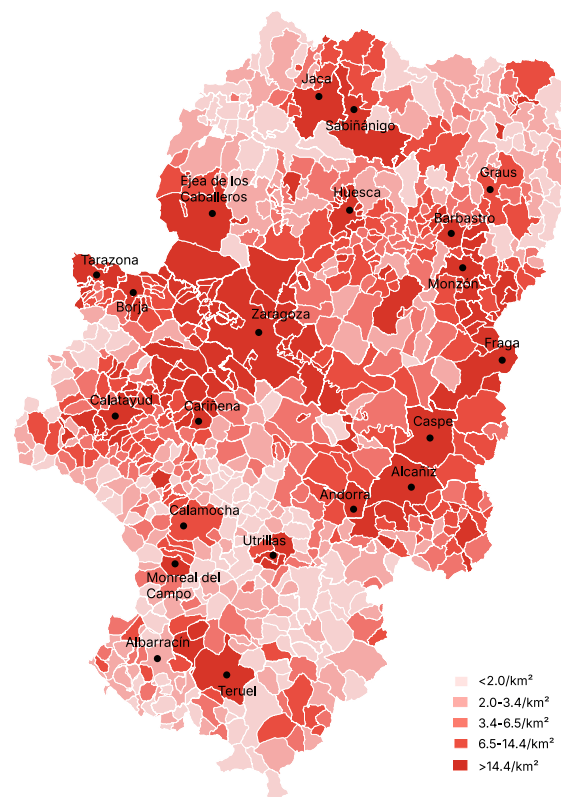 Jaca
Sabiñánigo
Graus
Ejea de los
Caballeros
Huesca
Barbastro
Tarazona
Monzón
Borja
Zaragoza
Fraga
Calatayud
Cariñena
Caspe
Alcañiz
Andorra
Calamocha
Utrillas
Monreal del
Campo
Albarracín
Teruel
<2.0/km²
2.0-3.4/km²
3.4-6.5/km²
6.5-14.4/km²
>14.4/km²